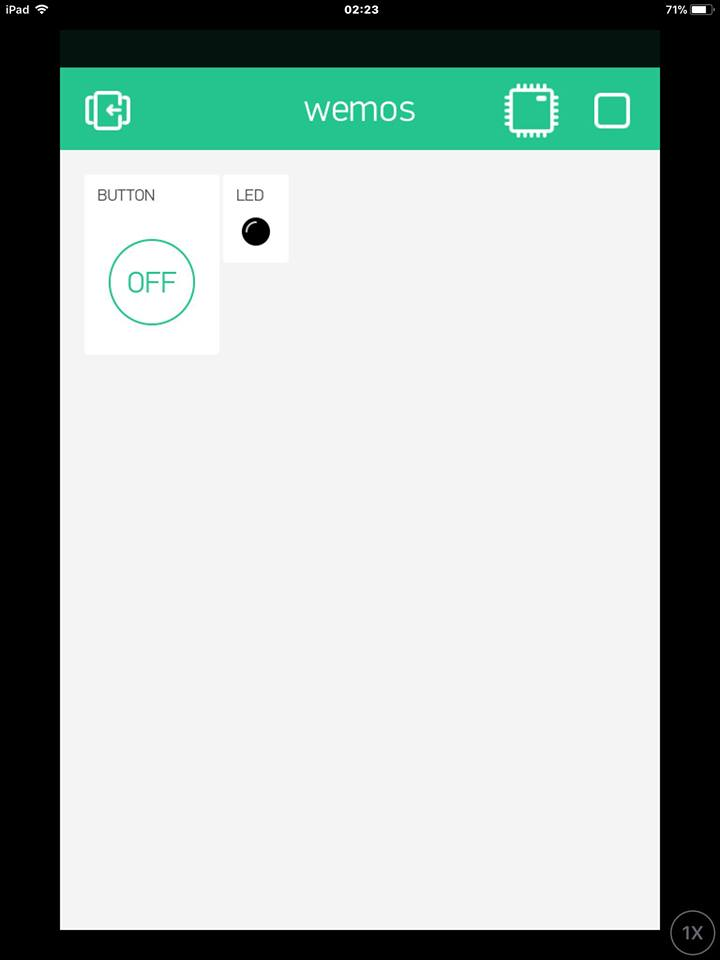 iPad 02:23 71%
wemos
BUTTON LED
OFF
1X